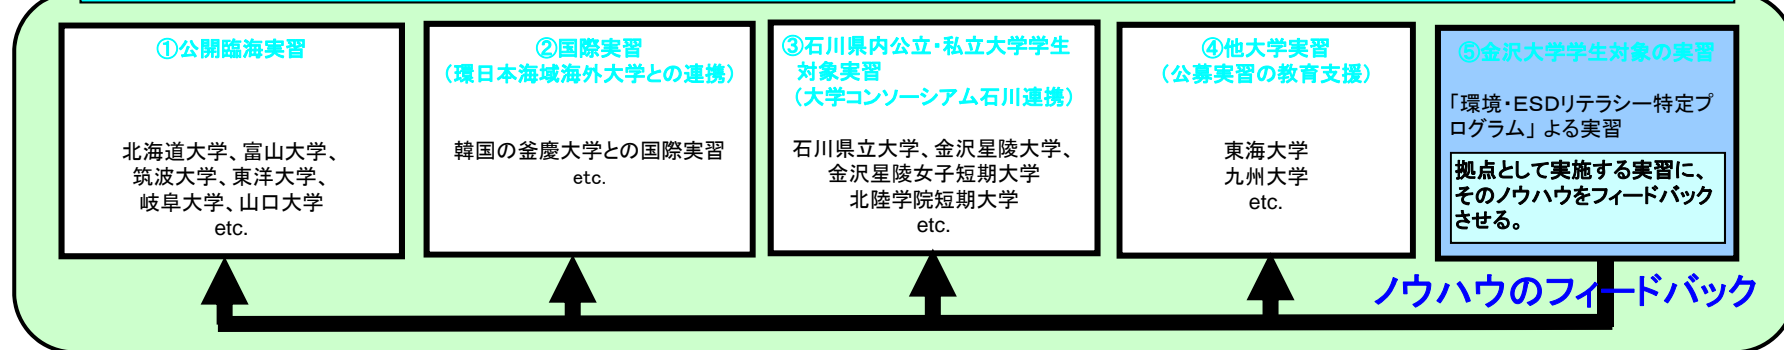 ①公開臨海実習
北海道大学、富山大学、
筑波大学、東洋大学、
岐阜大学、山口大学
etc.
②国際実習
（環日本海域海外大学との連携）
韓国の釜慶大学との国際実習
etc.
③石川県内公立・私立大学学生
対象実習
（大学コンソーシアム石川連携）
石川県立大学、金沢星陵大学、
金沢星陵女子短期大学
北陸学院短期大学
etc.
④他大学実習
（公募実習の教育支援）
東海大学
九州大学
etc.
⑤金沢大学学生対象の実習
「環境・ESDリテラシー特定プ
ログラム」よる実習
拠点として実施する実習に、
そのノウハウをフィードバック
させる。
ノウハウのフィードバック